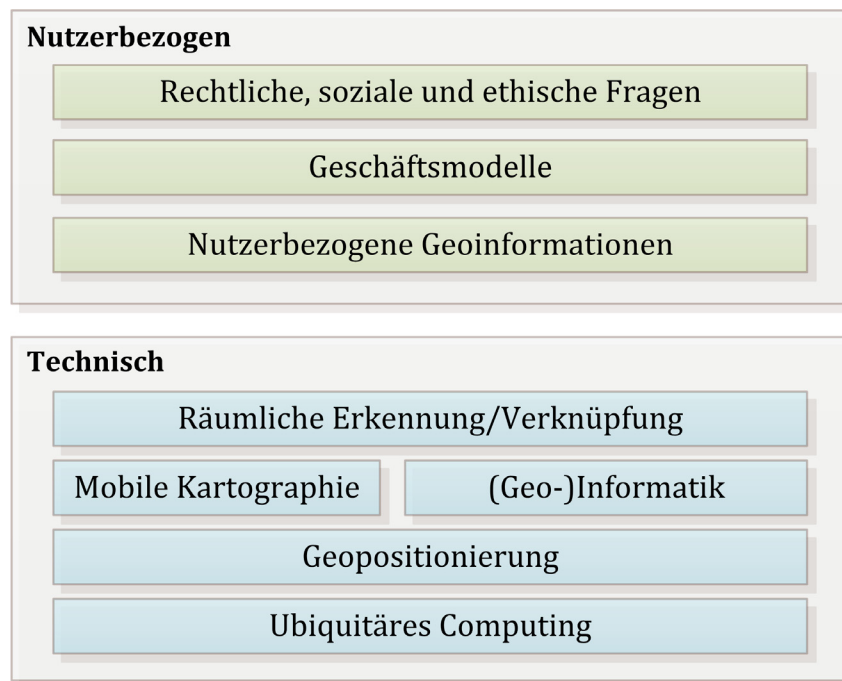 Nutzerbezogen
Rechtliche, soziale und ethische Fragen
Geschäftsmodelle
Nutzerbezogene Geoinformationen
Technisch
Räumliche Erkennung/Verknüpfung
Mobile Kartographie
(Geo-)Informatik
Geopositionierung
Ubiquitäres Computing